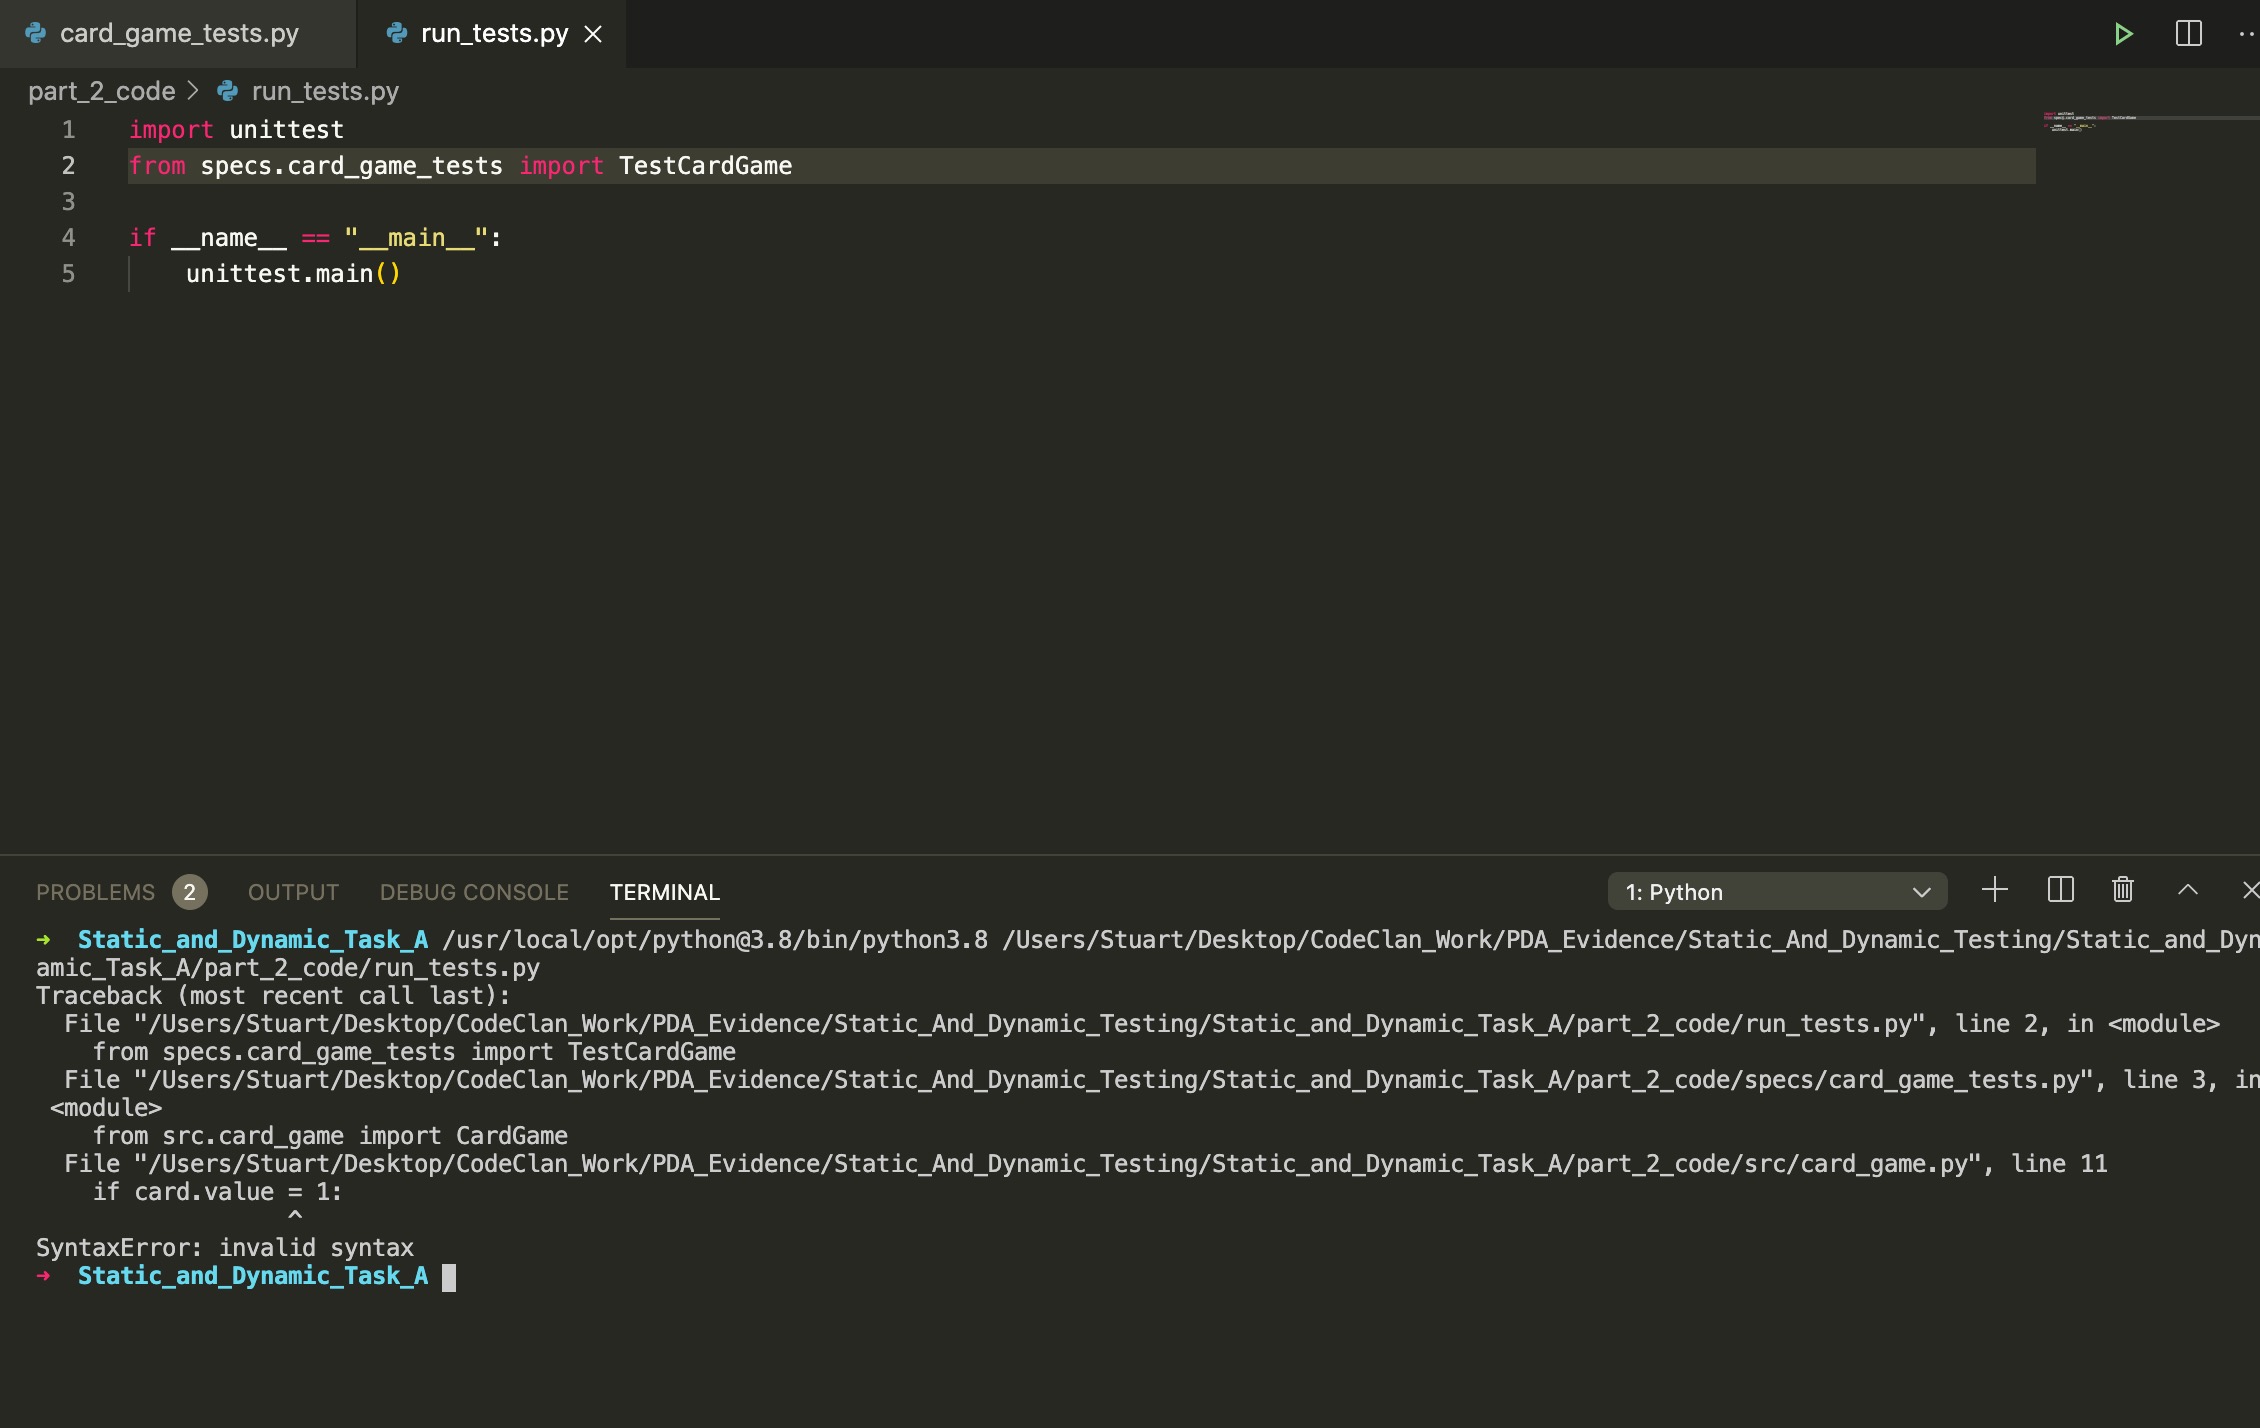 card_game_tests.py run_tests.py
part_2_code run_tests.py
1 import unittest
2 from specs.card_game_tests import TestCardGame
3
4 if __name__ == "__main__":
5     unittest.main()
PROBLEMS 2 OUTPUT DEBUG CONSOLE TERMINAL 1: Python
➜  Static_and_Dynamic_Task_A /usr/local/opt/python@3.8/bin/python3.8 /Users/Stuart/Desktop/CodeClan_Work/PDA_Evidence/Static_And_Dynamic_Testing/Static_and_Dyn
amic_Task_A/part_2_code/run_tests.py
Traceback (most recent call last):
  File "/Users/Stuart/Desktop/CodeClan_Work/PDA_Evidence/Static_And_Dynamic_Testing/Static_and_Dynamic_Task_A/part_2_code/run_tests.py", line 2, in <module>
    from specs.card_game_tests import TestCardGame
  File "/Users/Stuart/Desktop/CodeClan_Work/PDA_Evidence/Static_And_Dynamic_Testing/Static_and_Dynamic_Task_A/part_2_code/specs/card_game_tests.py", line 3, in
 <module>
    from src.card_game import CardGame
  File "/Users/Stuart/Desktop/CodeClan_Work/PDA_Evidence/Static_And_Dynamic_Testing/Static_and_Dynamic_Task_A/part_2_code/src/card_game.py", line 11
    if card.value = 1:
                  ^
SyntaxError: invalid syntax
➜  Static_and_Dynamic_Task_A